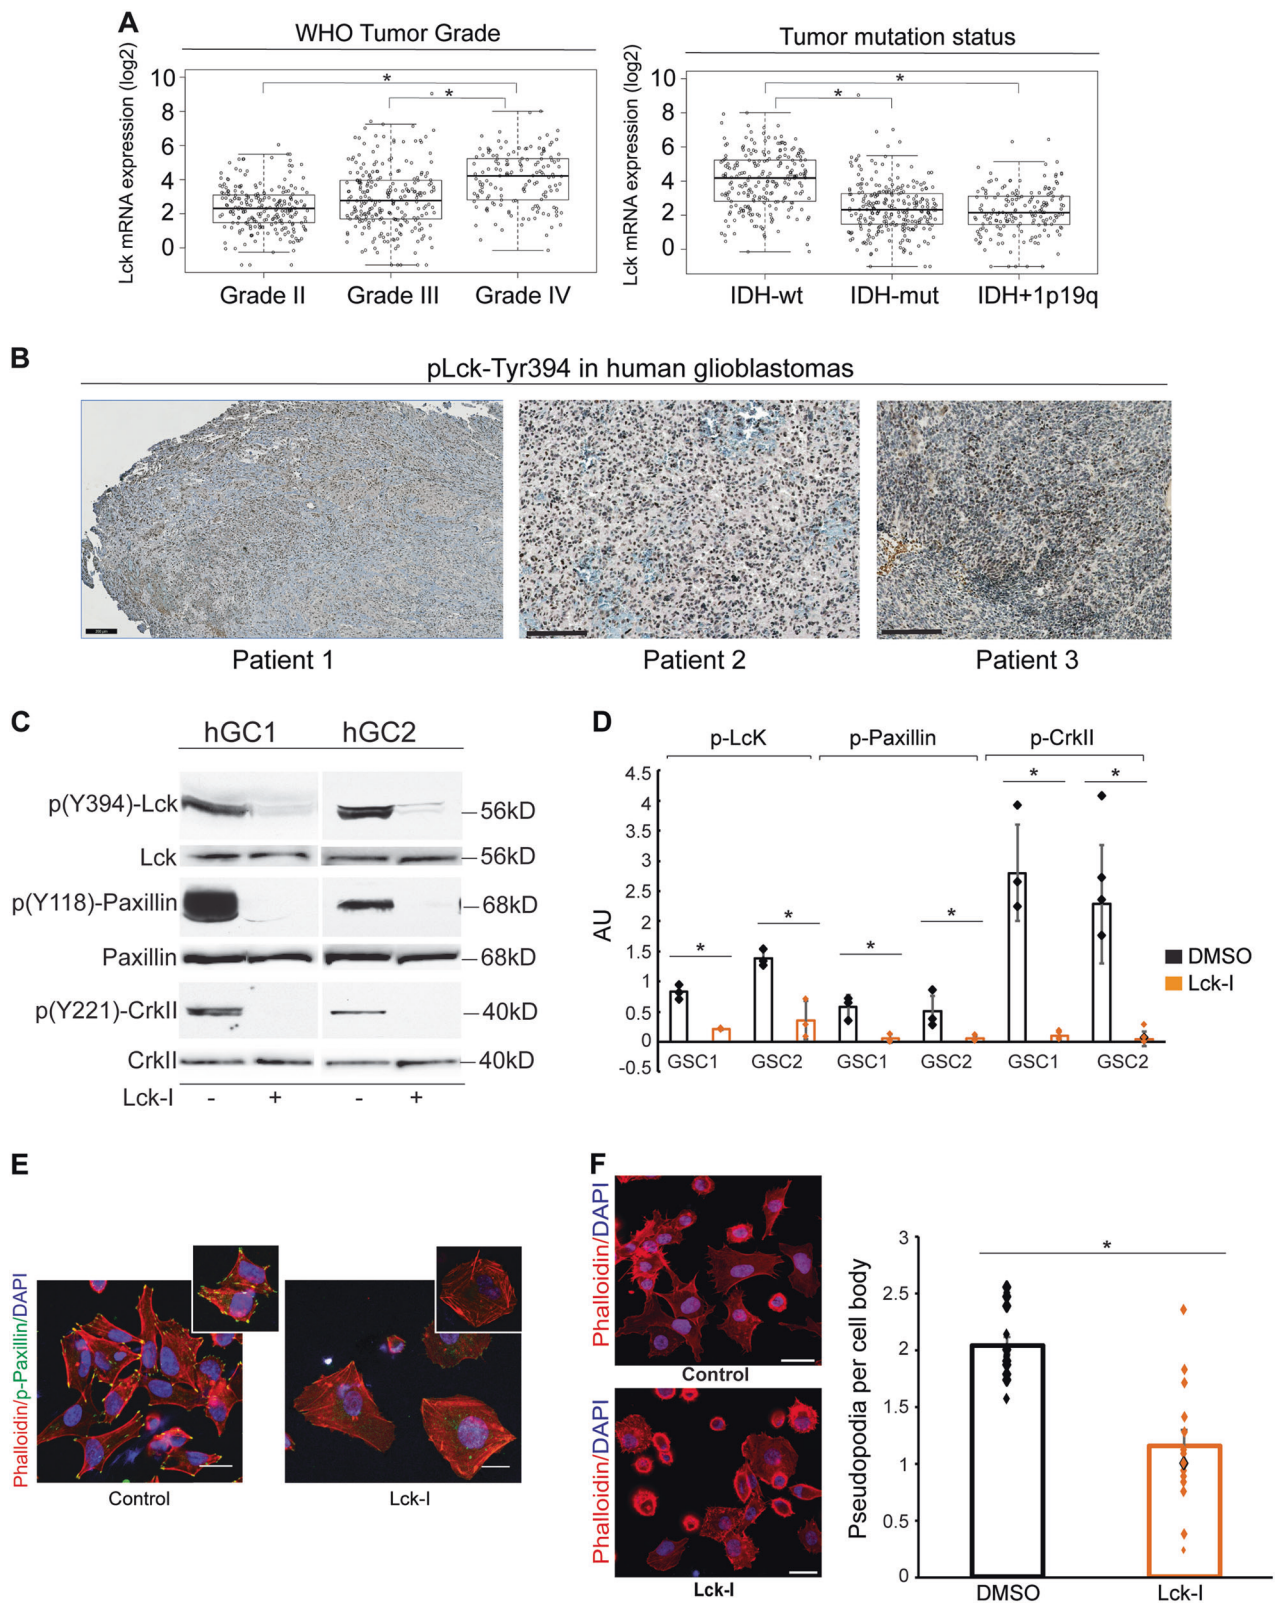 A
WHO Tumor Grade
Lck mRNA expression (log2)
10
8
6
4
2
0
*
*
Grade II
Grade III
Grade IV
Tumor mutation status
Lck mRNA expression (log2)
10
8
6
4
2
0
*
*
IDH-wt
IDH-mut
IDH+1p19q
B
pLck-Tyr394 in human glioblastomas
Patient 1
Patient 2
Patient 3
C
hGC1
hGC2
p(Y394)-Lck
56kD
Lck
56kD
p(Y118)-Paxillin
68kD
Paxillin
68kD
p(Y221)-CrkII
40kD
CrkII
40kD
Lck-I - + - +
D
p-LcK
p-Paxillin
p-CrkII
AU
4.5
4
3.5
3
2.5
2
1.5
1
0.5
0
-0.5
*
*
*
*
*
*
GSC1
GSC2
GSC1
GSC2
GSC1
GSC2
DMSO
Lck-I
E
Phalloidin/p-Paxillin/DAPI
Control
Lck-I
F
Phalloidin/DAPI
Control
Phalloidin/DAPI
Lck-I
Pseudopodia per cell body
3
2.5
2
1.5
1
0.5
0
*
DMSO
Lck-I